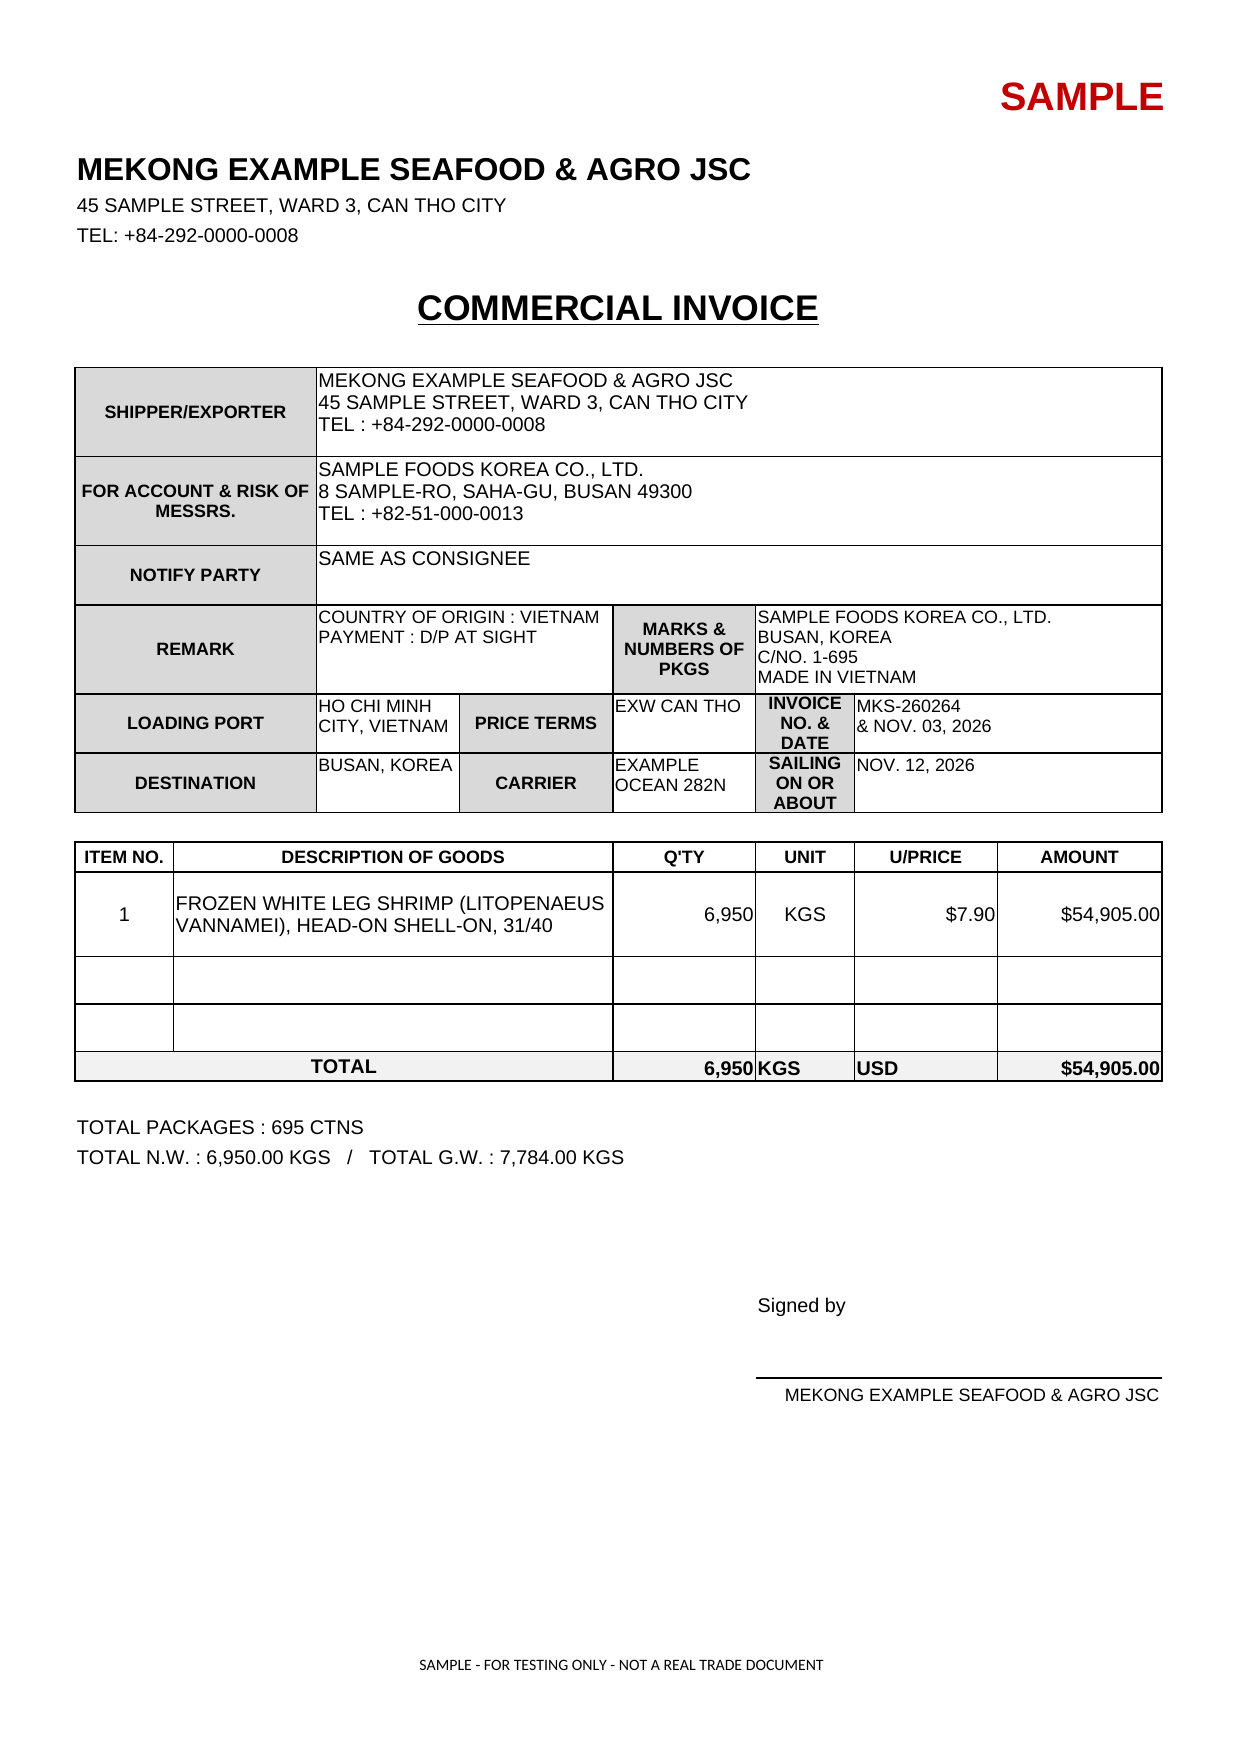 SAMPLE
MEKONG EXAMPLE SEAFOOD & AGRO JSC
45 SAMPLE STREET, WARD 3, CAN THO CITY
TEL: +84-292-0000-0008
COMMERCIAL INVOICE
SHIPPER/EXPORTER
MEKONG EXAMPLE SEAFOOD & AGRO JSC
45 SAMPLE STREET, WARD 3, CAN THO CITY
TEL : +84-292-0000-0008
FOR ACCOUNT & RISK OF
MESSRS.
SAMPLE FOODS KOREA CO., LTD.
8 SAMPLE-RO, SAHA-GU, BUSAN 49300
TEL : +82-51-000-0013
NOTIFY PARTY
SAME AS CONSIGNEE
REMARK
COUNTRY OF ORIGIN : VIETNAM
PAYMENT : D/P AT SIGHT
MARKS &
NUMBERS OF
PKGS
SAMPLE FOODS KOREA CO., LTD.
BUSAN, KOREA
C/NO. 1-695
MADE IN VIETNAM
LOADING PORT
HO CHI MINH
CITY, VIETNAM
PRICE TERMS
EXW CAN THO
INVOICE
NO. &
DATE
MKS-260264
& NOV. 03, 2026
DESTINATION
BUSAN, KOREA
CARRIER
EXAMPLE
OCEAN 282N
SAILING
ON OR
ABOUT
NOV. 12, 2026
ITEM NO. DESCRIPTION OF GOODS Q'TY UNIT U/PRICE AMOUNT
1 FROZEN WHITE LEG SHRIMP (LITOPENAEUS
VANNAMEI), HEAD-ON SHELL-ON, 31/40 6,950 KGS $7.90 $54,905.00
TOTAL 6,950 KGS USD $54,905.00
TOTAL PACKAGES : 695 CTNS
TOTAL N.W. : 6,950.00 KGS / TOTAL G.W. : 7,784.00 KGS
Signed by
MEKONG EXAMPLE SEAFOOD & AGRO JSC
SAMPLE - FOR TESTING ONLY - NOT A REAL TRADE DOCUMENT